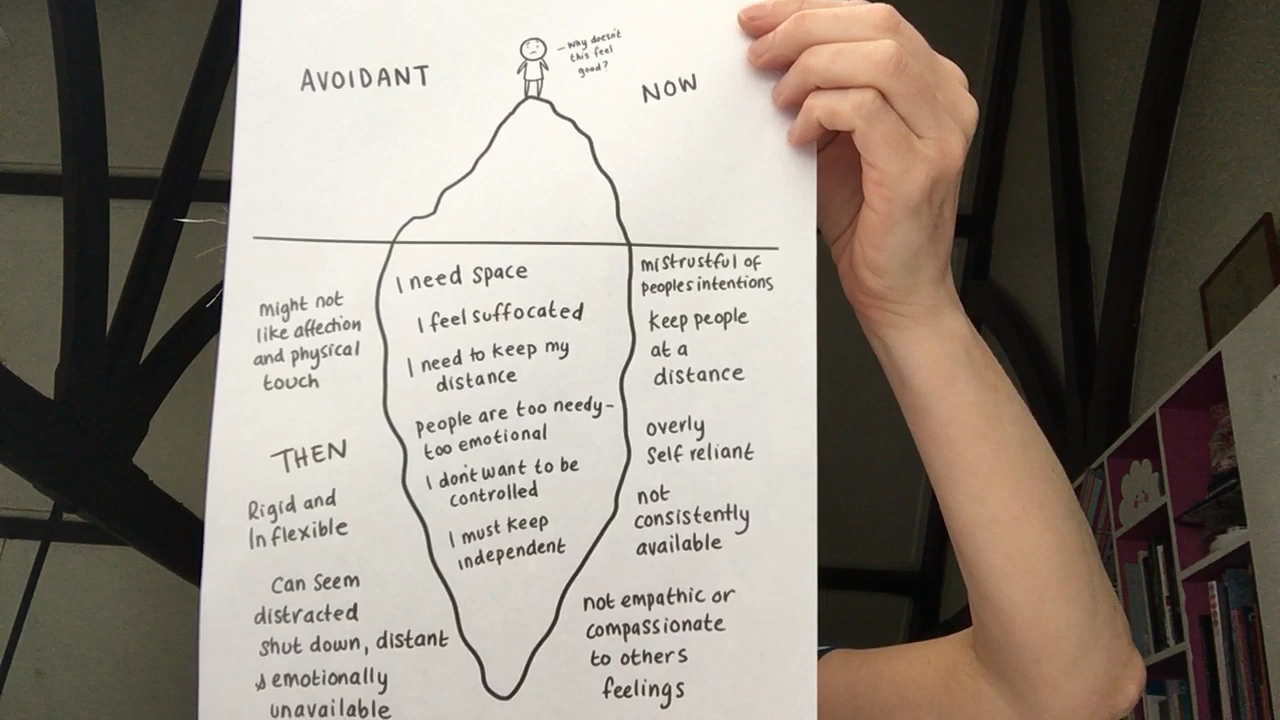 AVOIDANT
- Why doesn't
this feel
good?
NOW
I need space
I feel suffocated
I need to keep my
distance
people are too needy-
too emotional
I don't want to be
controlled
I must keep
independent
might not
like affection
and physical
touch
THEN
Rigid and
Inflexible
Can Seem
distracted
shut down, distant
& emotionally
unavailable
mistrustful of
peoples intentions
Keep people
at a
distance
overly
Self reliant
not
consistently
available
not empathic or
compassionate
to others
feelings